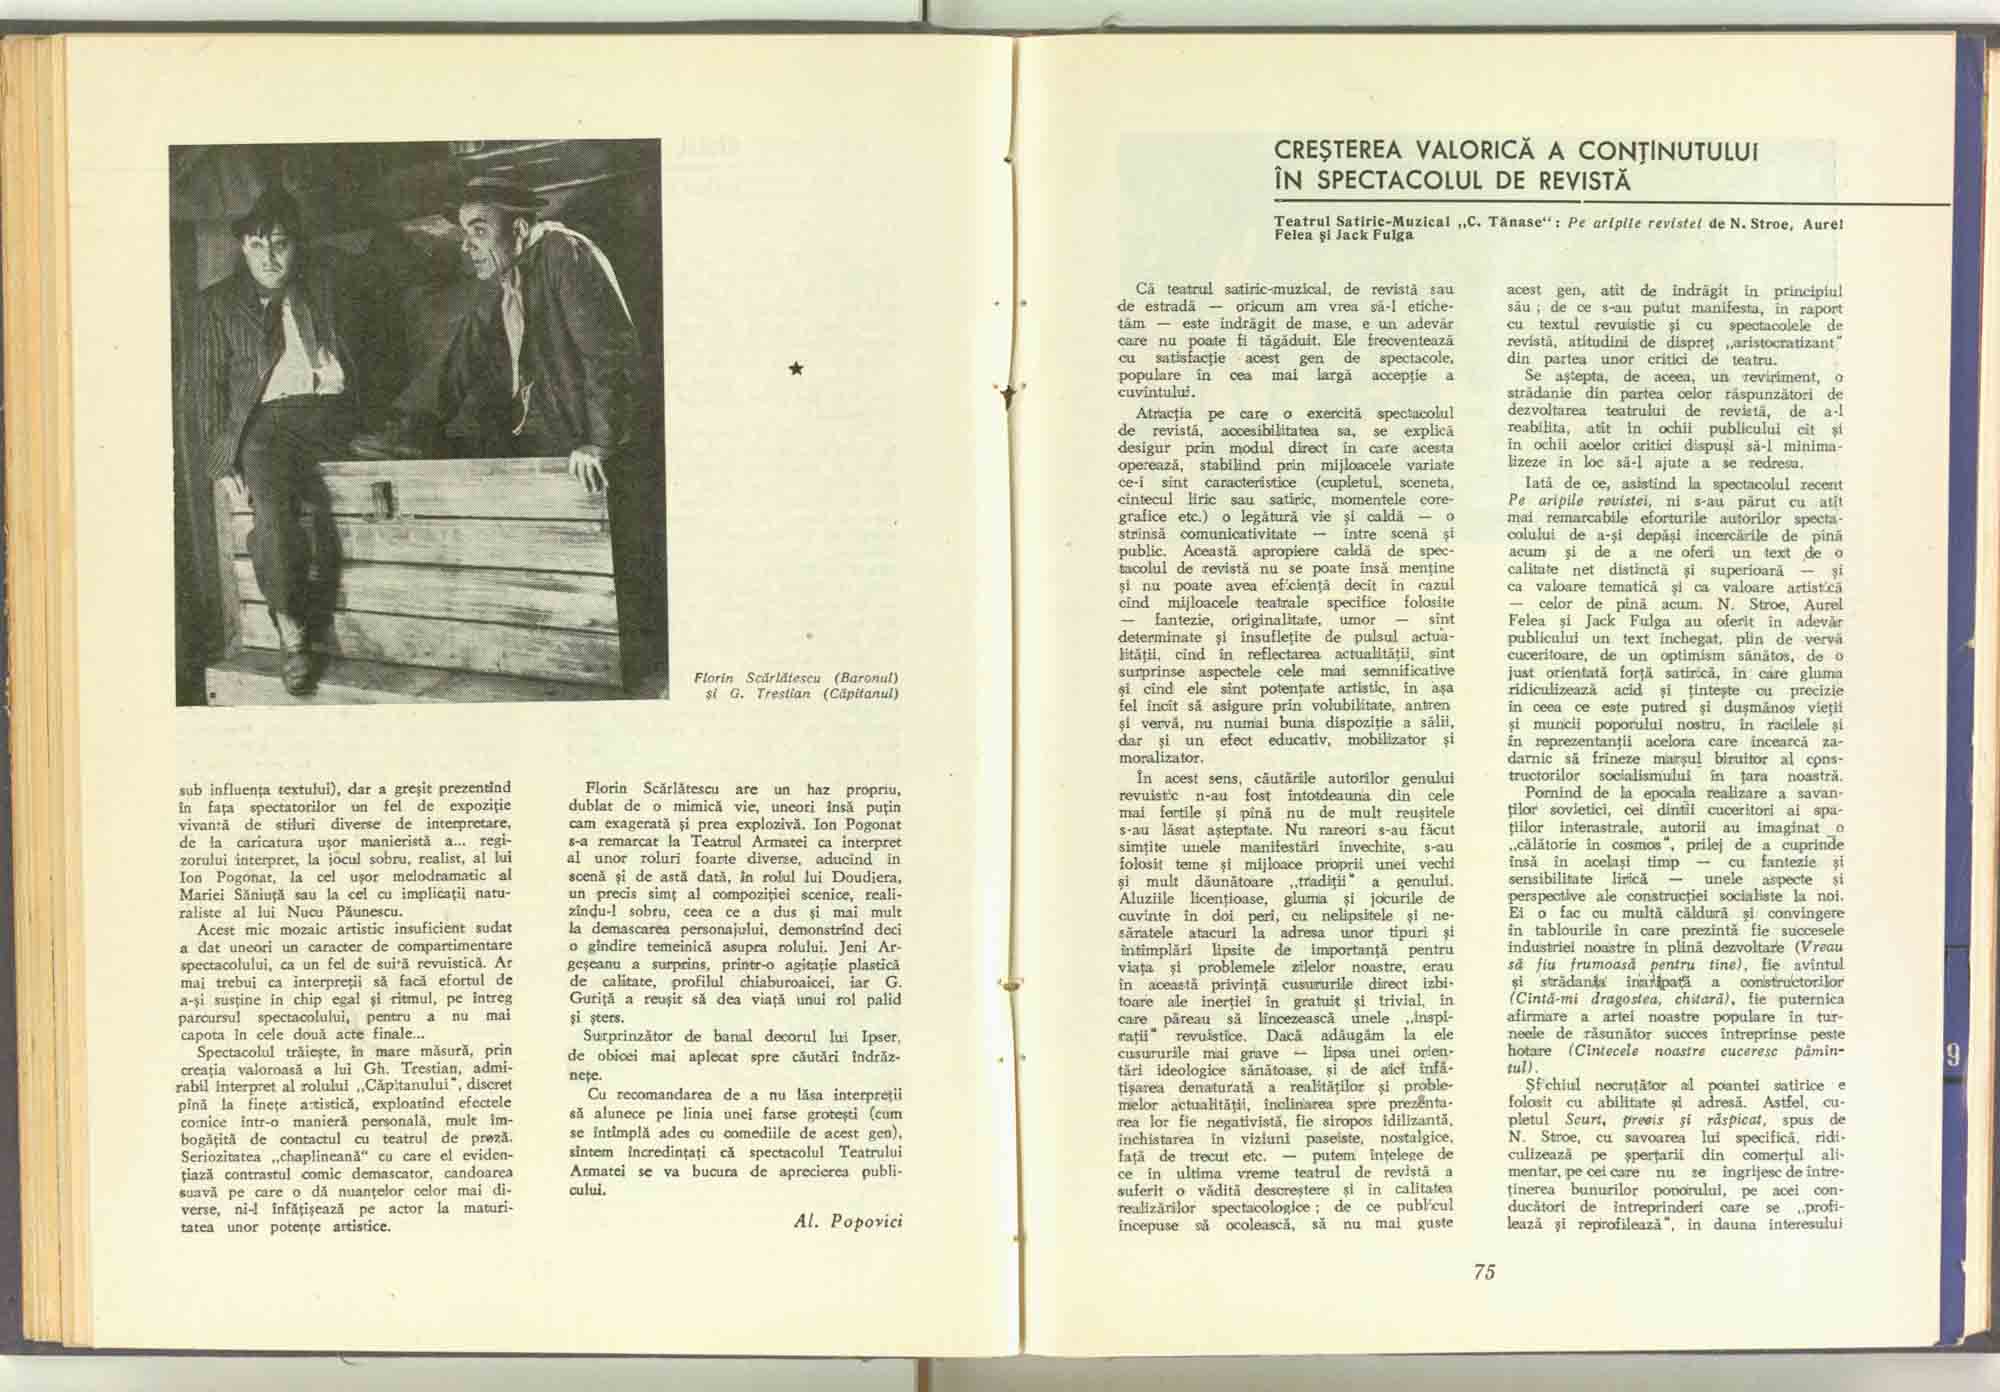 Florin Scărlătescu (Baronul)
și G. Trestian (Căpitanul)
sub influența textului), dar a greșit prezentînd
în fața spectatorilor un fel de expoziție
vivantă de stiluri diverse de interpretare,
de la caricatura ușor manieristă a... regi-
zorului interpret, la jocul sobru, realist, al lui
Ion Pogonat, la cel ușor melodramatic al
Mariei Săniuță sau la cel cu implicații natu-
raliste al lui Nucu Păunescu.
Acest mic mozaic artistic insuficient sudat
a dat uneori un caracter de compartimentare
spectacolului, ca un fel de suită revuistică. Ar
mai trebui ca interpreții să facă efortul de
a-și susține în chip egal și ritmul, pe întreg
parcursul spectacolului, pentru a nu mai
capota în cele două acte finale...
Spectacolul trăiește, în mare măsură, prin
creația valoroasă a lui Gh. Trestian, admi-
rabil interpret al rolului „Căpitanului", discret
pînă la finețe artistică, exploatînd efectele
comice într-o manieră personală, mult îm-
bogățită de contactul cu teatrul de proză.
Seriozitatea „chaplineană" cu care el eviden-
țiază contrastul comic demascator, candoarea
suavă pe care o dă nuanțelor celor mai di-
verse, ni-l înfățișează pe actor la maturi-
tatea unor potențe artistice.
Florin Scărlătescu are un haz propriu,
dublat de o mimică vie, uneori însă puțin
cam exagerată și prea explozivă. Ion Pogonat
s-a remarcat la Teatrul Armatei ca interpret
al unor roluri foarte diverse, aducînd în
scenă și de astă dată, în rolul lui Doudjera,
un precis simț al compoziției scenice, reali-
zîndu-l sobru, ceea ce a dus și mai mult
la demascarea personajului, demonstrînd deci
o gîndire temeinică asupra rolului. Jeni Ar-
geșeanu a surprins, printr-o agitație plastică
de calitate, profilul chiaburoaicei, iar G.
Guriță a reușit să dea viață unui rol palid
și șters.
Surprinzător de banal decorul lui Ipser,
de obicei mai aplecat spre căutări îndrăz-
nețe.
Cu recomandarea de a nu lăsa interpreții
să alunece pe linia unei farse grotești (cum
se întîmplă ades cu comediile de acest gen),
sîntem încredințați că spectacolul Teatrului
Armatei se va bucura de aprecierea publi-
cului.
Al. Popovici
CREȘTEREA VALORICĂ A CONȚINUTULUI
ÎN SPECTACOLUL DE REVISTĂ
Teatrul Satiric-Muzical „C. Tănase" : Pe aripile revistei de N. Stroe, Aurel
Felea și Jack Fulga
Că teatrul satiric-muzical, de revistă sau
de estradă — oricum am vrea să-l etiche-
tăm — este îndrăgit de mase, e un adevăr
care nu poate fi tăgăduit. Ele frecventează
cu satisfacție acest gen de spectacole,
populare în cea mai largă accepție a
cuvîntului.
Atracția pe care o exercită spectacolul
de revistă, accesibilitatea sa, se explică
desigur prin modul direct în care acesta
operează, stabilind prin mijloacele variate
ce-i sînt caracteristice (cupletul, sceneta,
cîntecul liric sau satiric, momentele core-
grafice etc.) o legătură vie și caldă — o
strînsă comunicativitate — între scenă și
public. Această apropiere caldă de spec-
tacolul de revistă nu se poate însă menține
și nu poate avea eficiență decît în cazul
cînd mijloacele teatrale specifice folosite
— fantezie, originalitate, umor — sînt
determinate și însuflețite de pulsul actua-
lității, cînd în reflectarea actualității, sînt
surprinse aspectele cele mai semnificative
și cînd ele sînt potențate artistic, în așa
fel încît să asigure prin volubilitate, antren
și vervă, nu numai buna dispoziție a sălii,
dar și un efect educativ, mobilizator și
moralizator.
În acest sens, căutările autorilor genului
revuistic n-au fost întotdeauna din cele
mai fertile și pînă nu de mult reușitele
s-au lăsat așteptate. Nu rareori s-au făcut
simțite unele manifestări învechite, s-au
folosit teme și mijloace proprii unei vechi
și mult dăunătoare „tradiții" a genului.
Aluziile licențioase, gluma și jocurile de
cuvinte în doi peri, cu nelipsitele și ne-
săratele atacuri la adresa unor tipuri și
întîmplări lipsite de importanță pentru
viața și problemele zilelor noastre, erau
în această privință cusururile direct izbi-
toare ale inerției în gratuit și trivial, în
care păreau să lîncezească unele „inspi-
rații" revuistice. Dacă adăugăm la ele
cusururile mai grave — lipsa unei orien-
tări ideologice sănătoase, și de aici înfă-
țișarea denaturată a realităților și proble-
melor actualității, înclinarea spre prezenta-
rea lor fie negativistă, fie siropos idilizantă,
închistarea în viziuni paseiste, nostalgice,
față de trecut etc. — putem înțelege de
ce în ultima vreme teatrul de revistă a
suferit o vădită descreștere și în calitatea
realizărilor spectacologice ; de ce publicul
începuse să ocolească, să nu mai guste
acest gen, atît de îndrăgit în principiul
său ; de ce s-au putut manifesta, în raport
cu textul revuistic și cu spectacolele de
revistă, atitudini de dispreț „aristocratizant"
din partea unor critici de teatru.
Se aștepta, de aceea, un reviriment, o
strădanie din partea celor răspunzători de
dezvoltarea teatrului de revistă, de a-l
reabilita, atît în ochii publicului cît și
în ochii acelor critici dispuși să-l minima-
lizeze în loc să-l ajute a se redresa.
Iată de ce, asistînd la spectacolul recent
Pe aripile revistei, ni s-au părut cu atît
mai remarcabile eforturile autorilor specta-
colului de a-și depăși încercările de pînă
acum și de a ne oferi un text de o
calitate net distinctă și superioară — și
ca valoare tematică și ca valoare artistică
— celor de pînă acum. N. Stroe, Aurel
Felea și Jack Fulga au oferit în adevăr
publicului un text închegat, plin de vervă
cuceritoare, de un optimism sănătos, de o
just orientată forță satirică, în care gluma
ridiculizează acid și țintește cu precizie
în ceea ce este putred și dușmănos vieții
și muncii poporului nostru, în racilele și
în reprezentanții acelora care încearcă za-
darnic să frîneze marșul biruitor al cons-
tructorilor socialismului în țara noastră.
Pornind de la epocala realizare a savan-
ților sovietici, cei dintîi cuceritori ai spa-
țiilor interastrale, autorii au imaginat o
„călătorie în cosmos", prilej de a cuprinde
însă în același timp — cu fantezie și
sensibilitate lirică — unele aspecte și
perspective ale construcției socialiste la noi.
Ei o fac cu multă căldură și convingere
în tablourile în care prezintă fie succesele
industriei noastre în plină dezvoltare (Vreau
să fiu frumoasă pentru tine), fie avîntul
și strădania înaripată a constructorilor
(Cîntă-mi dragostea, chitară), fie puternica
afirmare a artei noastre populare în tur-
neele de răsunător succes întreprinse peste
hotare (Cîntecele noastre cuceresc pămîn-
tul).
Șfichiul necruțător al poantei satirice e
folosit cu abilitate și adresă. Astfel, cu-
pletul Scurt, precis și răspicat, spus de
N. Stroe, cu savoarea lui specifică, ridi-
culizează pe șperțarii din comerțul ali-
mentar, pe cei care nu se îngrijesc de între-
ținerea bunurilor poporului, pe acei con-
ducători de întreprinderi care se „profi-
lează și reprofilează", în dauna interesului
75
9